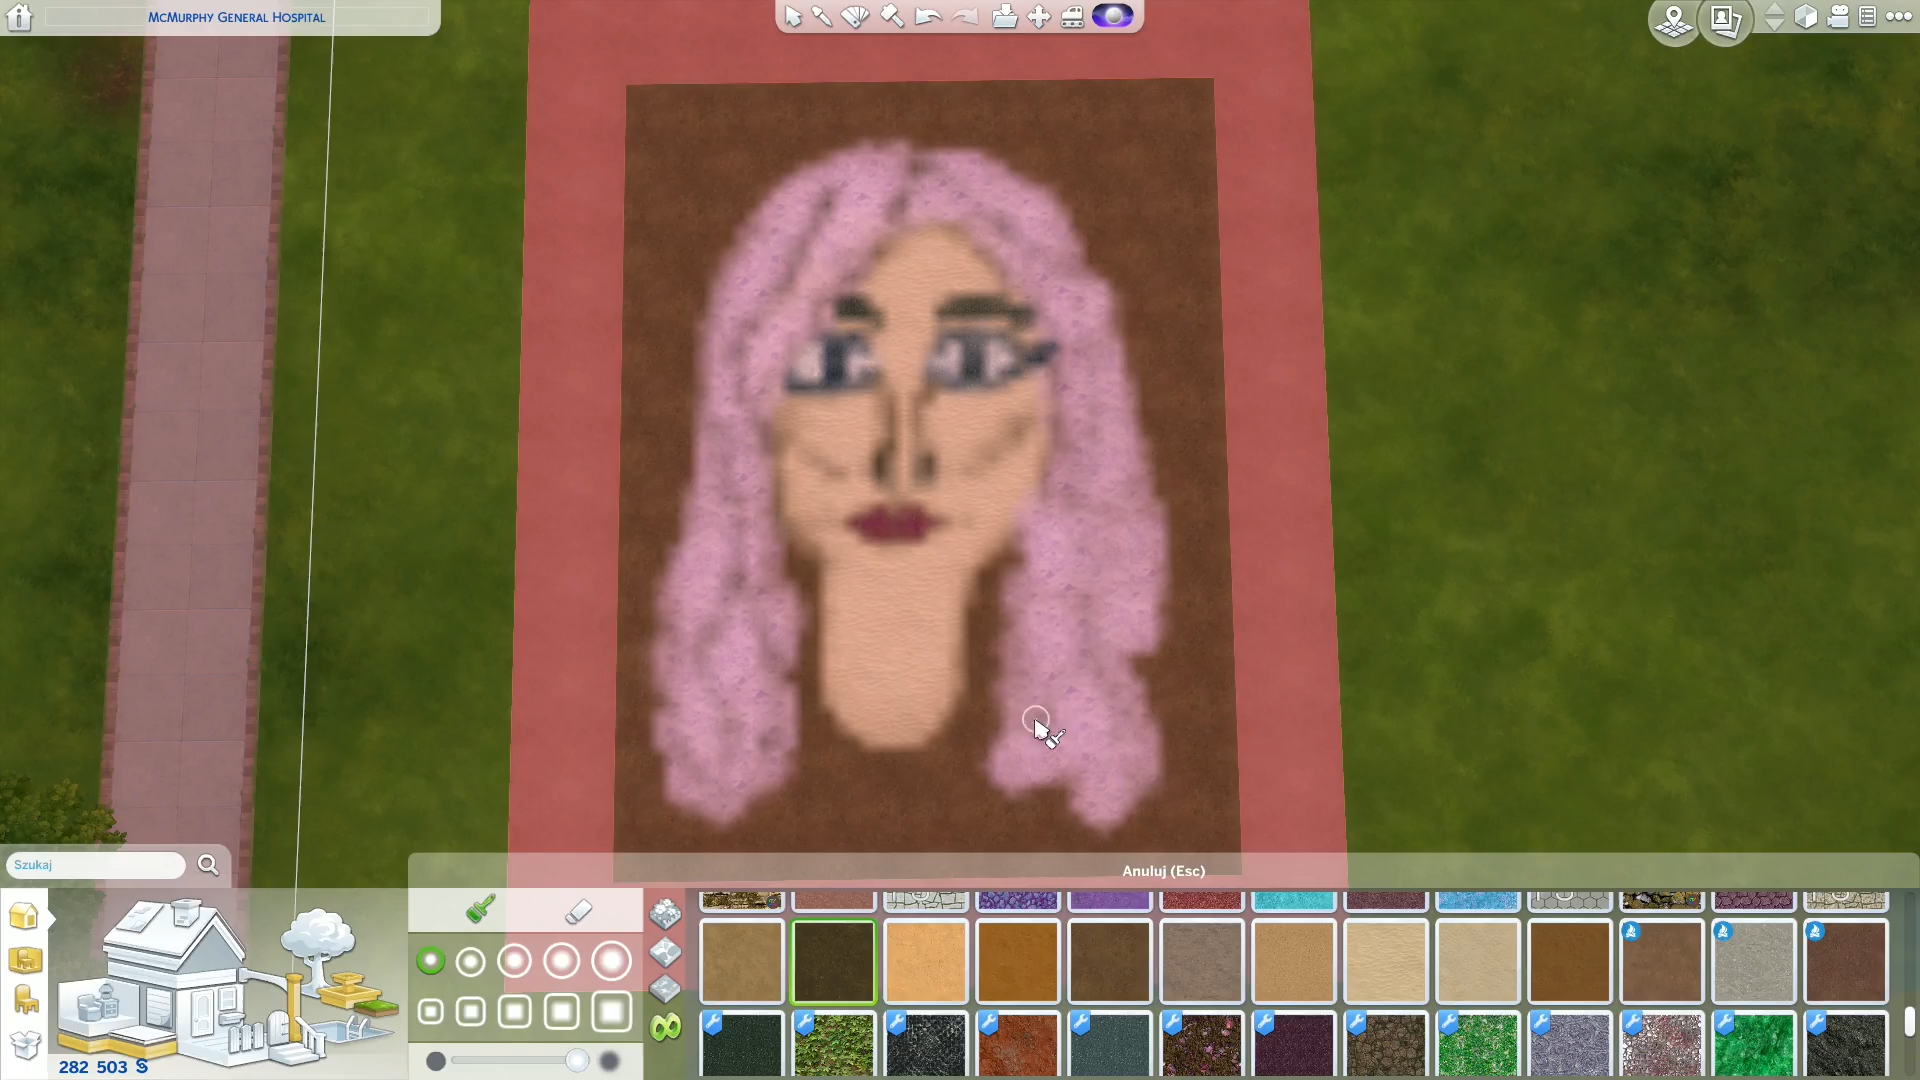 McMurphy General Hospital
Anuluj (Esc)
Szukaj
282 503 §